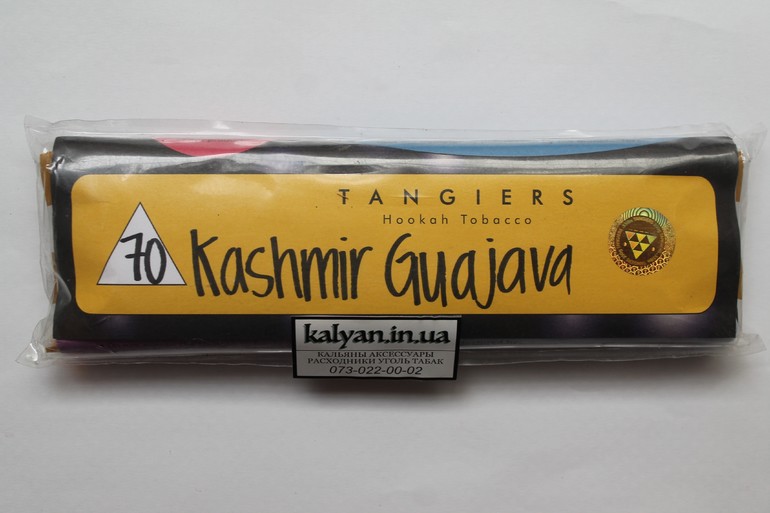 TANGIERS
Hookah Tobacco
70 Kashmir Guajava
kalyan.in.ua
КАЛЬЯНЫ АКСЕССУАРЫ
РАСХОДНИКИ УГОЛЬ ТАБАК
073-022-00-02